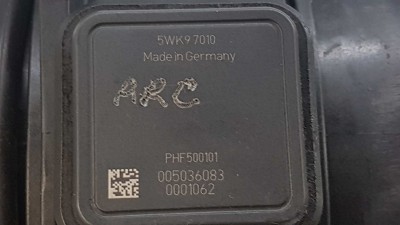 5WK9 7010
Made in Germany
ARC
PHF500101
005036083
0001062